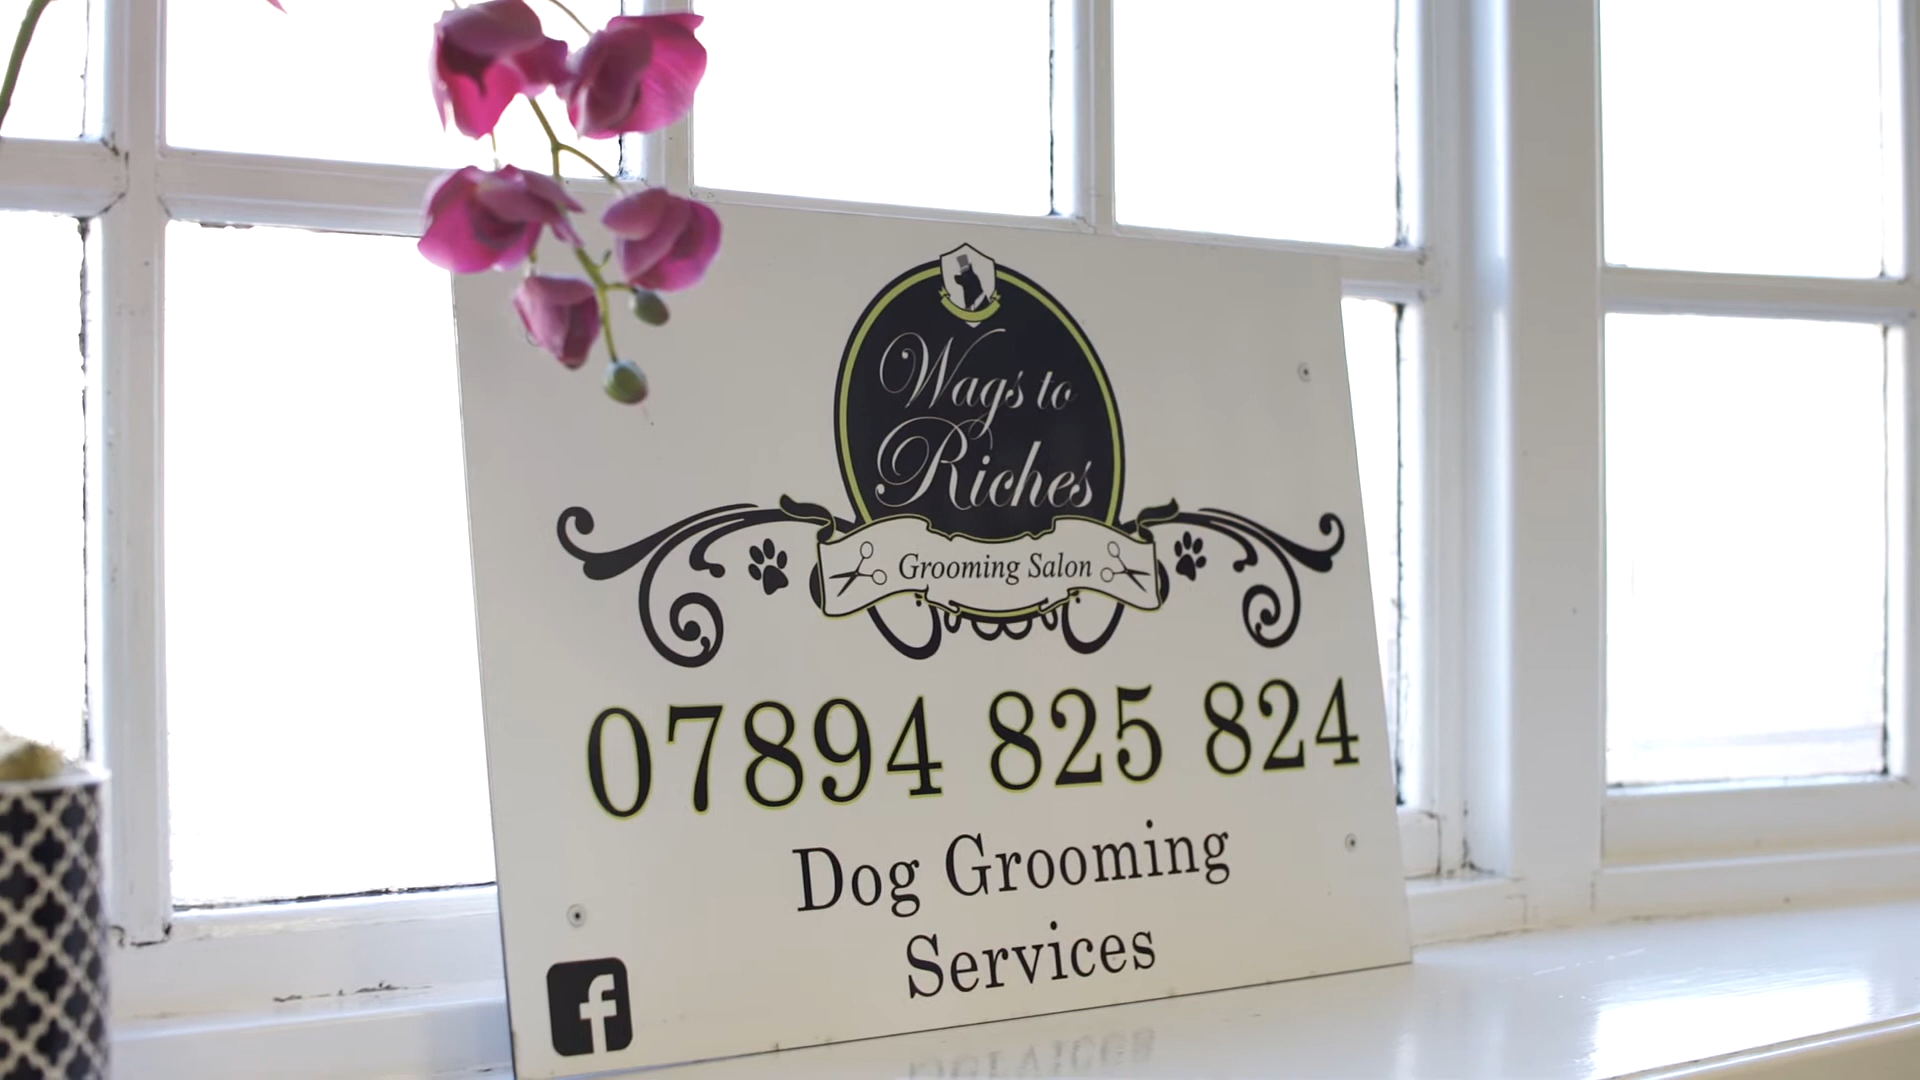 Wags to
Riches
Grooming Salon
07894 825 824
Dog Grooming
Services
f